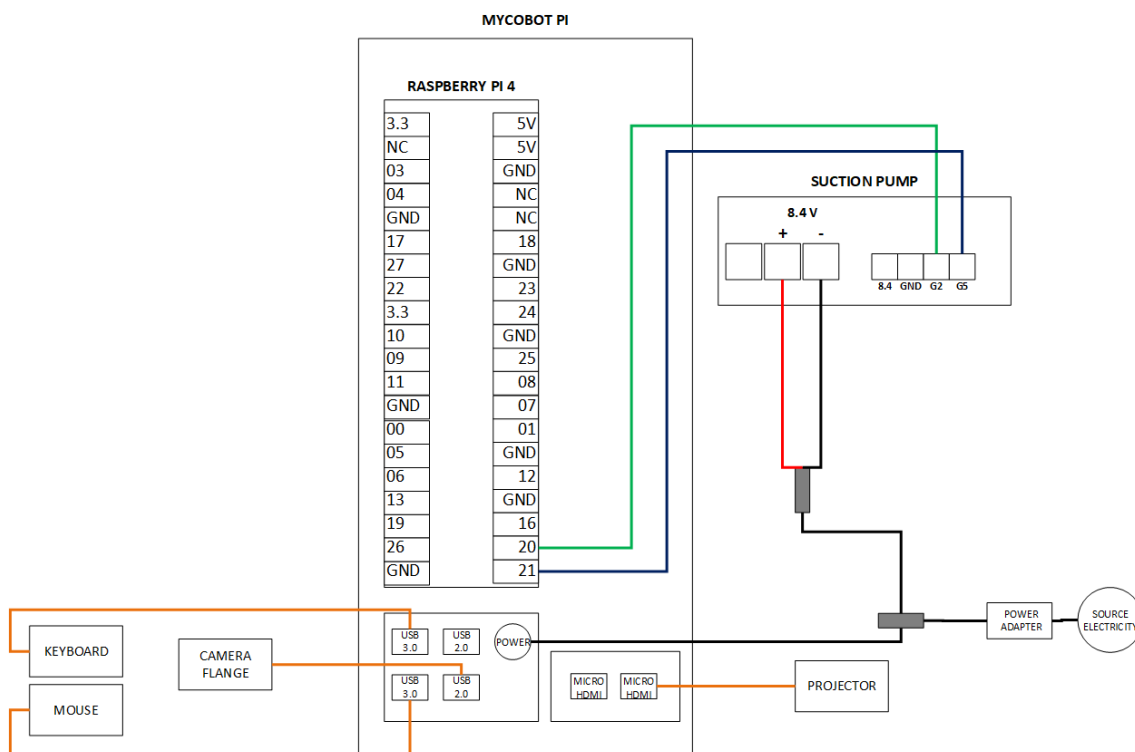 MYCOBOT PI
RASPBERRY PI 4
3.3 5V
NC 5V
03 GND
04 NC
GND NC
17 18
27 GND
22 23
3.3 24
10 GND
09 25
11 08
GND 07
00 01
05 GND
06 12
13 GND
19 16
26 20
GND 21
SUCTION PUMP
8.4 V
+ -
8.4 GND G2 G5
USB
3.0
USB
2.0
POWER
USB
3.0
USB
2.0
MICRO
HDMI
MICRO
HDMI
KEYBOARD
MOUSE
CAMERA
FLANGE
PROJECTOR
POWER
ADAPTER
SOURCE
ELECTRICITY